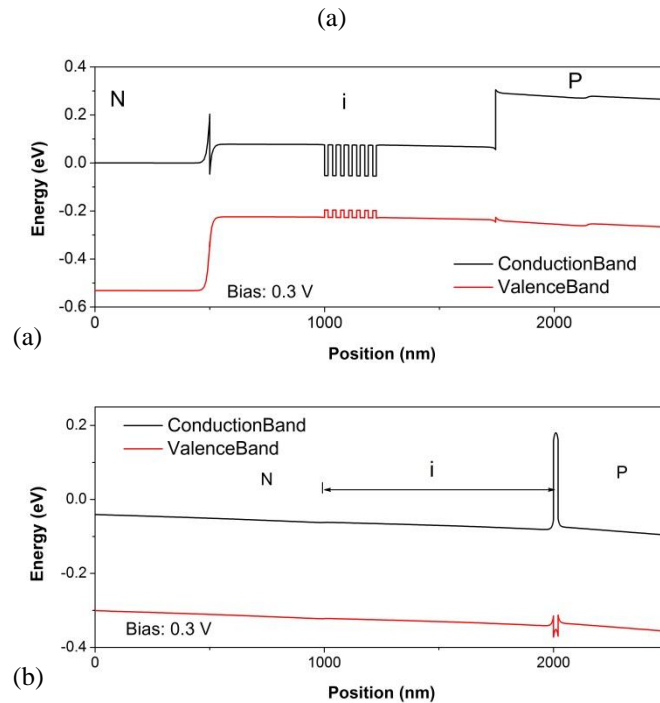 (a)
0.4
N
i
P
0.2
0.0
-0.2
-0.4
-0.6
Energy (eV)
ConductionBand
ValenceBand
Bias: 0.3 V
0
1000
2000
Position (nm)
(a)
ConductionBand
ValenceBand
0.2
N
i
P
0.0
-0.2
-0.4
Energy (eV)
Bias: 0.3 V
0
1000
2000
Position (nm)
(b)